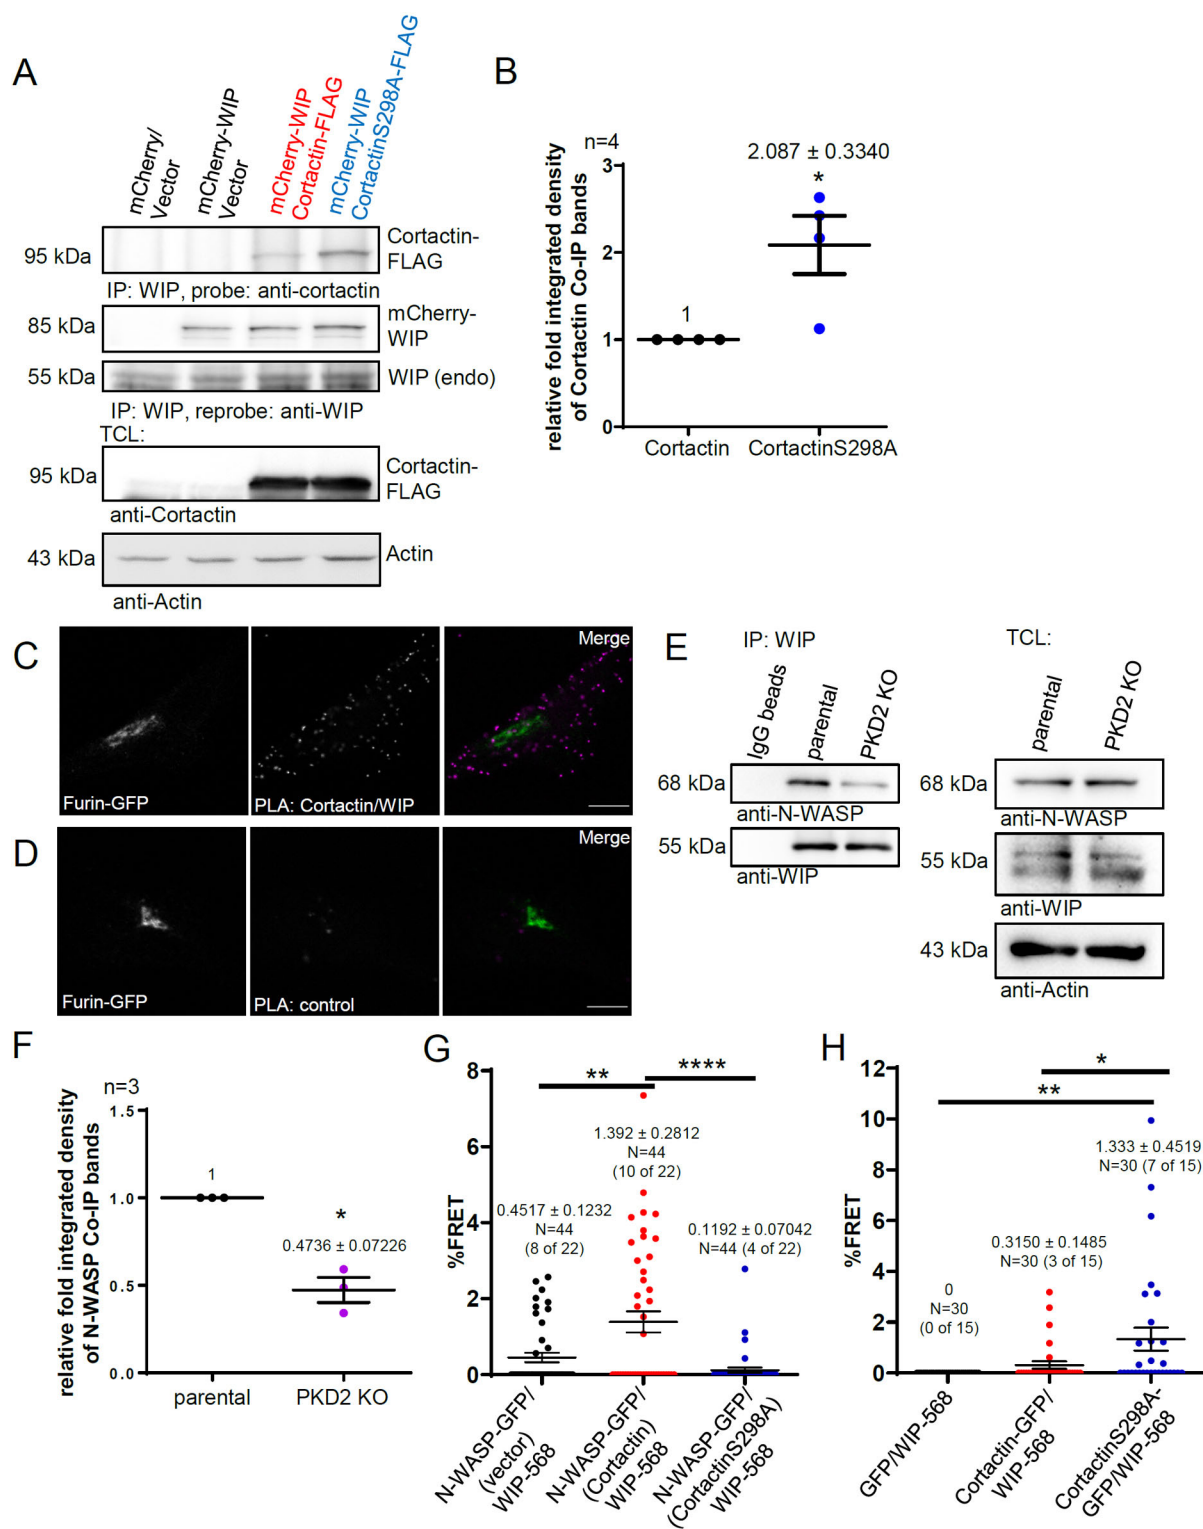 A
mCherry/
Vector
mCherry-WIP
Vector
mCherry-WIP
Cortactin-FLAG
mCherry-WIP
CortactinS298A-FLAG
95 kDa
Cortactin-
FLAG
IP: WIP, probe: anti-cortactin
85 kDa
mCherry-
WIP
55 kDa
WIP (endo)
IP: WIP, reprobe: anti-WIP
TCL:
95 kDa
Cortactin-
FLAG
anti-Cortactin
43 kDa
Actin
anti-Actin
B
n=4
relative fold integrated density
of Cortactin Co-IP bands
3
2
1
0
1
2.087 ± 0.3340
*
Cortactin
CortactinS298A
C
Furin-GFP
PLA: Cortactin/WIP
Merge
D
Furin-GFP
PLA: control
Merge
E
IP: WIP
IgG beads
parental
PKD2 KO
68 kDa
anti-N-WASP
55 kDa
anti-WIP
TCL:
parental
PKD2 KO
68 kDa
anti-N-WASP
55 kDa
anti-WIP
43 kDa
anti-Actin
F
n=3
relative fold integrated density
of N-WASP Co-IP bands
1.5
1.0
0.5
0.0
1
*
0.4736 ± 0.07226
parental
PKD2 KO
G
%FRET
8
6
4
2
0
**
****
0.4517 ± 0.1232
N=44
(8 of 22)
1.392 ± 0.2812
N=44
(10 of 22)
0.1192 ± 0.07042
N=44 (4 of 22)
N-WASP-GFP/
(vector)
WIP-568
N-WASP-GFP/
(Cortactin)
WIP-568
N-WASP-GFP/
(CortactinS298A)
WIP-568
H
%FRET
12
10
8
6
4
2
0
*
**
0
N=30
(0 of 15)
0.3150 ± 0.1485
N=30 (3 of 15)
1.333 ± 0.4519
N=30 (7 of 15)
GFP/WIP-568
Cortactin-GFP/
WIP-568
CortactinS298A-
GFP/WIP-568